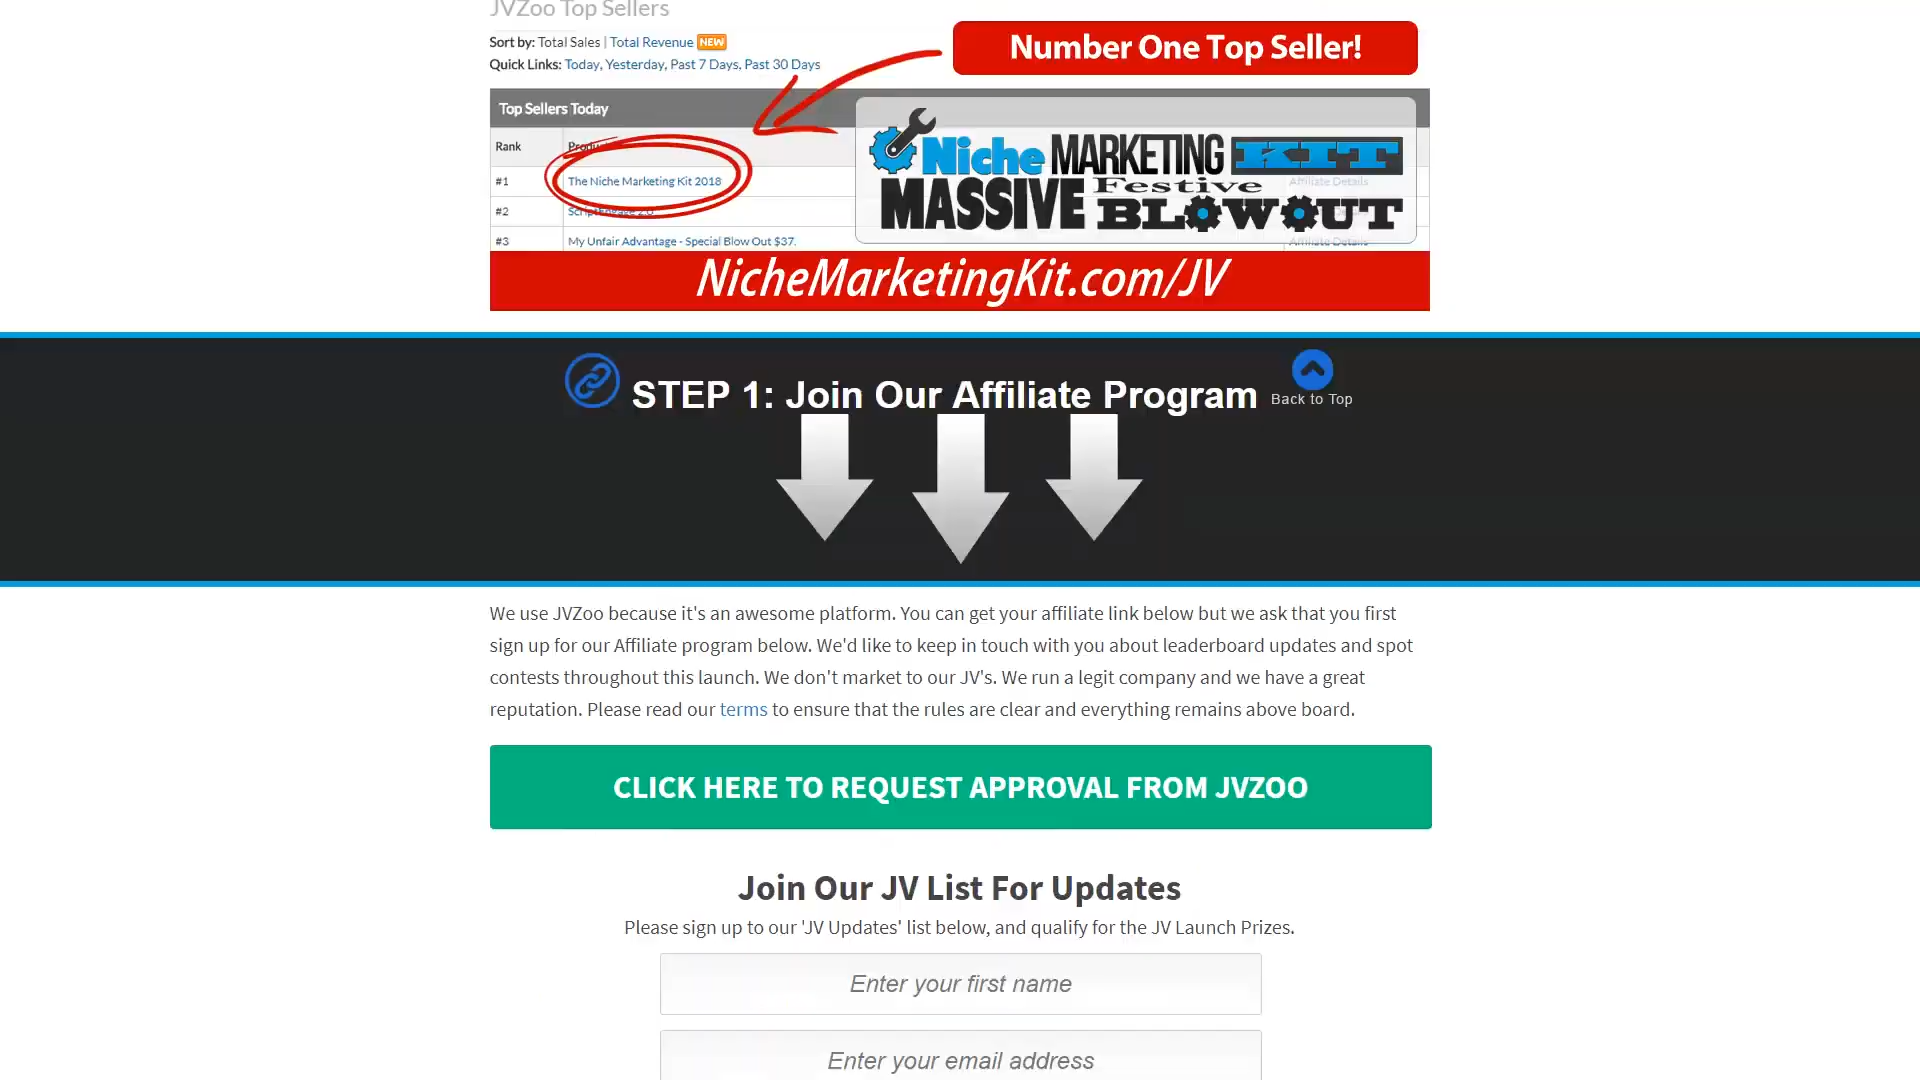 JVZoo Top Sellers
Sort by: Total Sales | Total Revenue NEW
Quick Links: Today, Yesterday, Past 7 Days, Past 30 Days
Number One Top Seller!
Top Sellers Today
Rank
Product
#1 The Niche Marketing Kit 2018 Affiliate Details
#2 ScriptEngage 2.0
#3 My Unfair Advantage - Special Blow Out $37. Affiliate Details
Niche MARKETING KIT
MASSIVE Festive BLOWOUT
NicheMarketingKit.com/JV
STEP 1: Join Our Affiliate Program
Back to Top
We use JVZoo because it's an awesome platform. You can get your affiliate link below but we ask that you first
sign up for our Affiliate program below. We'd like to keep in touch with you about leaderboard updates and spot
contests throughout this launch. We don't market to our JV's. We run a legit company and we have a great
reputation. Please read our terms to ensure that the rules are clear and everything remains above board.
CLICK HERE TO REQUEST APPROVAL FROM JVZOO
Join Our JV List For Updates
Please sign up to our 'JV Updates' list below, and qualify for the JV Launch Prizes.
Enter your first name
Enter your email address